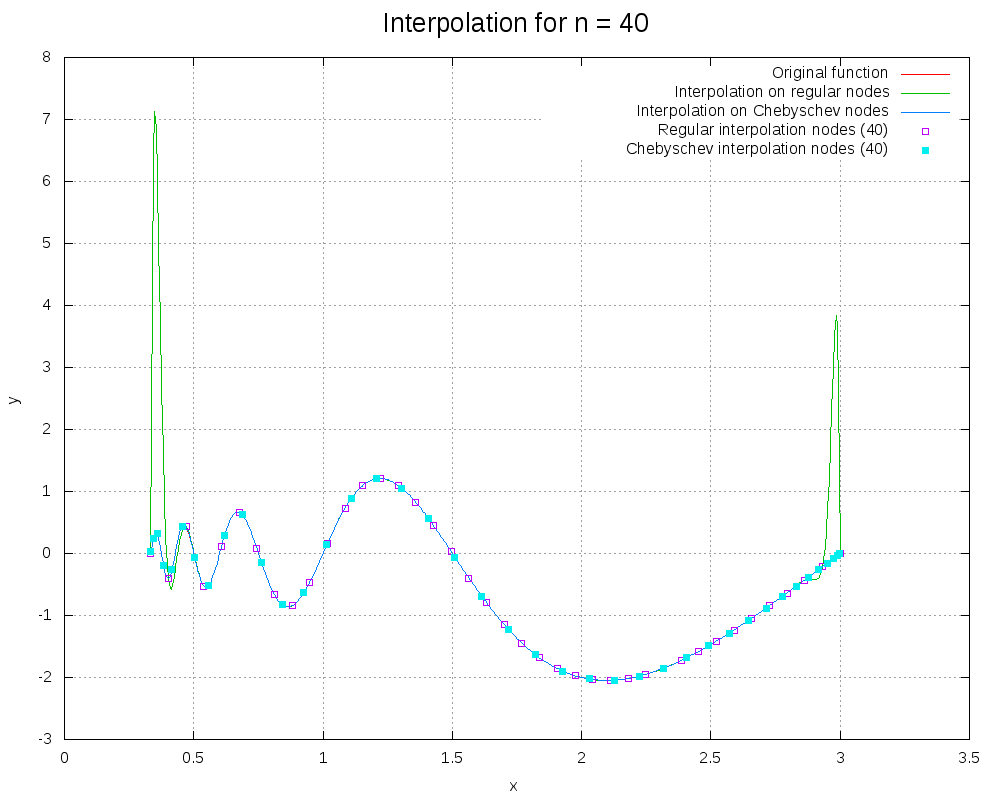 Interpolation for n = 40
8
7
6
5
4
3
2
1
0
-1
-2
-3
y
Original function
Interpolation on regular nodes
Interpolation on Chebyschev nodes
Regular interpolation nodes (40)
Chebyschev interpolation nodes (40)
0 0.5 1 1.5 2 2.5 3 3.5
x